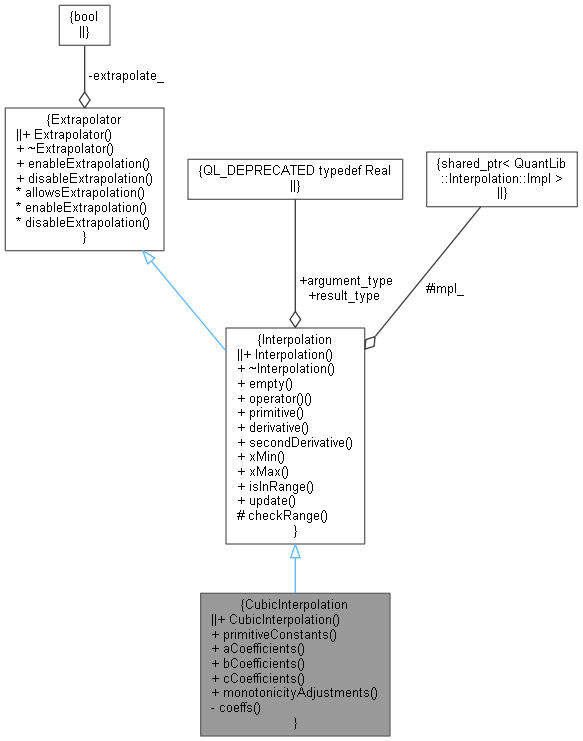 {bool
||}
-extrapolate_
{Extrapolator
||+ Extrapolator()
+ ~Extrapolator()
+ enableExtrapolation()
+ disableExtrapolation()
* allowsExtrapolation()
* enableExtrapolation()
* disableExtrapolation()
}
{QL_DEPRECATED typedef Real
||}
{shared_ptr< QuantLib
::Interpolation::Impl >
||}
+argument_type
+result_type
#impl_
{Interpolation
||+ Interpolation()
+ ~Interpolation()
+ empty()
+ operator()()
+ primitive()
+ derivative()
+ secondDerivative()
+ xMin()
+ xMax()
+ isInRange()
+ update()
# checkRange()
}
{CubicInterpolation
||+ CubicInterpolation()
+ primitiveConstants()
+ aCoefficients()
+ bCoefficients()
+ cCoefficients()
+ monotonicityAdjustments()
- coeffs()
}